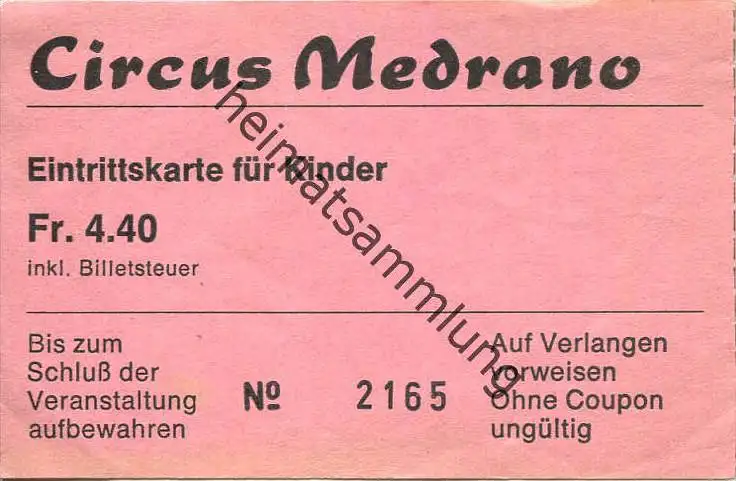 Circus Medrano
Eintrittskarte für Kinder
Fr. 4.40
inkl. Billetsteuer
Bis zum
Schluß der
Veranstaltung
aufbewahren
Nº 2165
Auf Verlangen
vorweisen
Ohne Coupon
ungültig
heimatsammlung